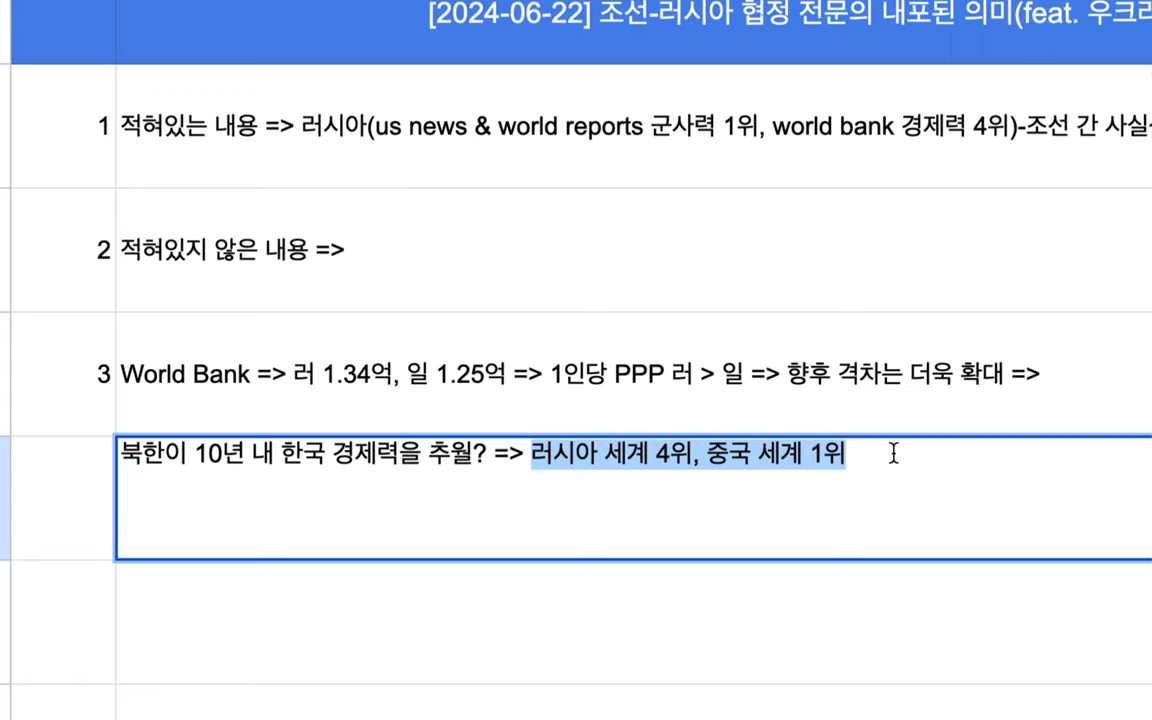 [2024-06-22] 조선-러시아 협정 전문의 내포된 의미(feat. 우크라
1 적혀있는 내용 => 러시아(us news & world reports 군사력 1위, world bank 경제력 4위)-조선 간 사실
2 적혀있지 않은 내용 =>
3 World Bank => 러 1.34억, 일 1.25억 => 1인당 PPP 러 > 일 => 향후 격차는 더욱 확대 =>
북한이 10년 내 한국 경제력을 추월? => 러시아 세계 4위, 중국 세계 1위